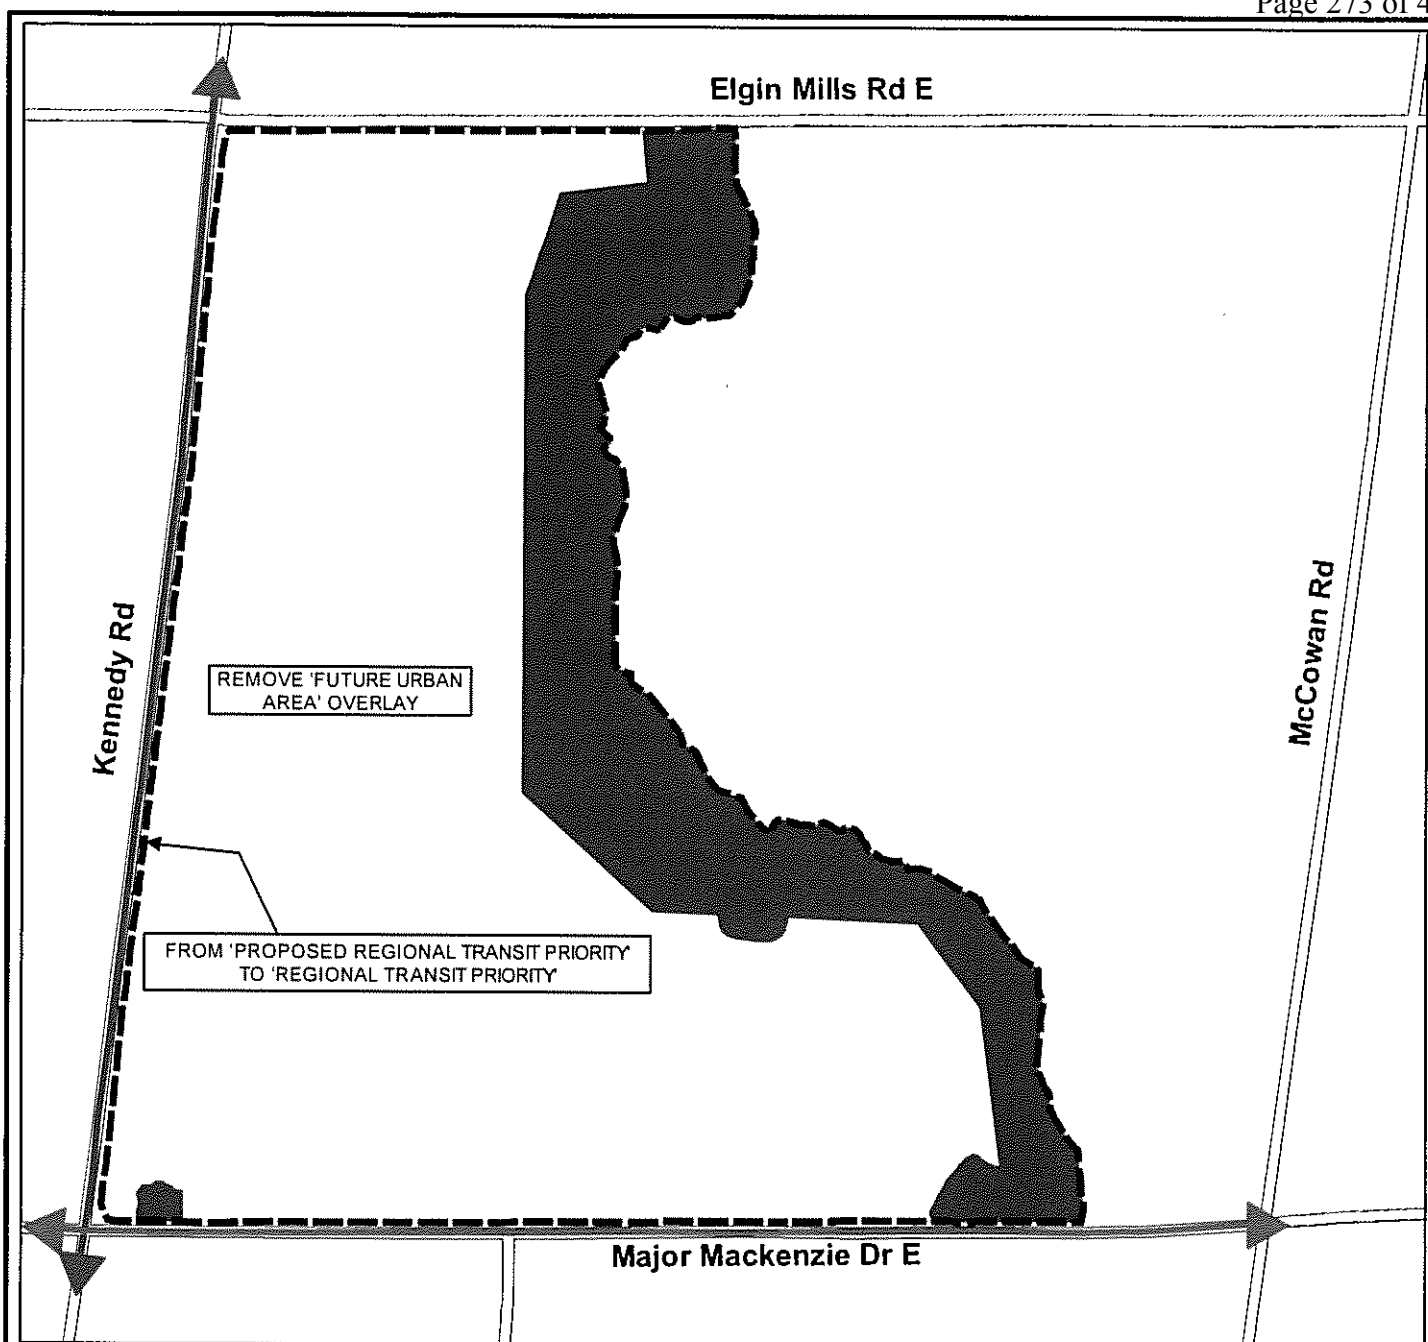 Page 273 of 4
Elgin Mills Rd E
Kennedy Rd
McCowan Rd
REMOVE 'FUTURE URBAN
AREA' OVERLAY
FROM 'PROPOSED REGIONAL TRANSIT PRIORITY'
TO 'REGIONAL TRANSIT PRIORITY'
Major Mackenzie Dr E